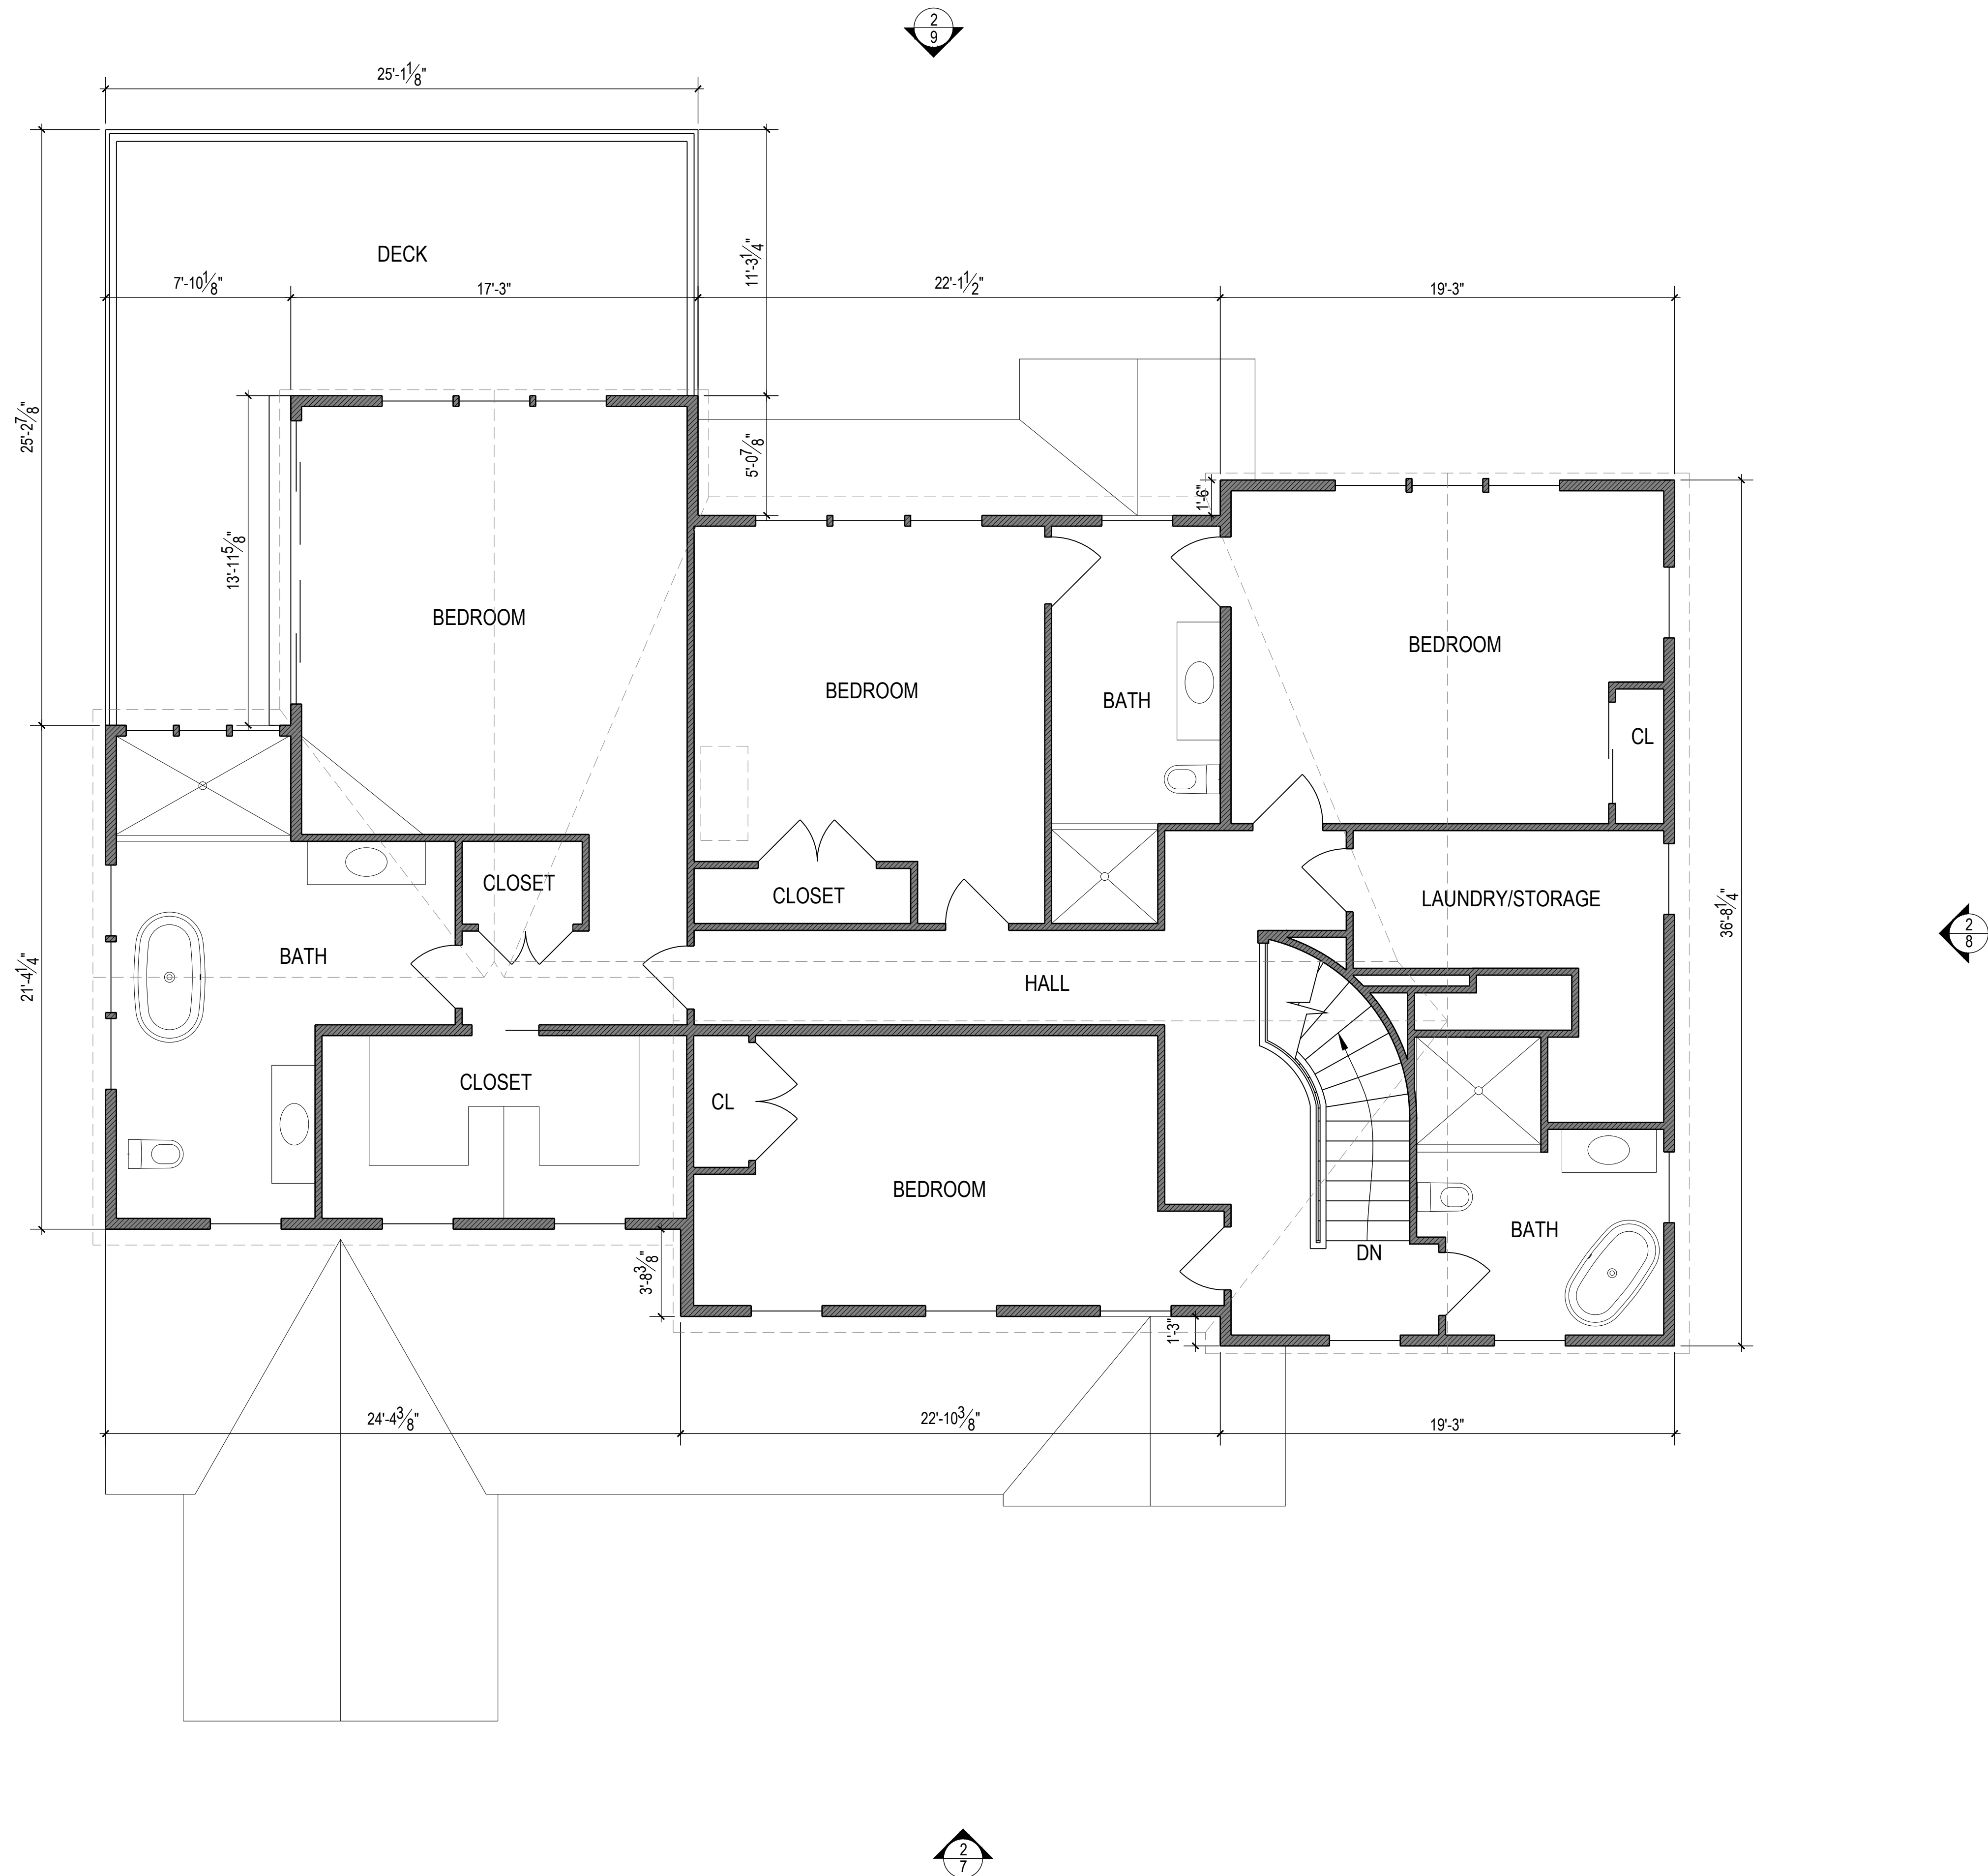 2
9
25'-1 1/8"
DECK
11'-3 1/4"
7'-10 1/8"
17'-3"
22'-1 1/2"
19'-3"
25'-2 7/8"
5'-0 7/8"
1'-6"
13'-11 5/8"
BEDROOM
BEDROOM
BEDROOM
BATH
CL
CLOSET
CLOSET
LAUNDRY/STORAGE
36'-8 1/4"
2
8
BATH
21'-4 1/4"
HALL
CLOSET
CL
BEDROOM
BATH
DN
3'-8 3/8"
1'-3"
24'-4 3/8"
22'-10 3/8"
19'-3"
2
7